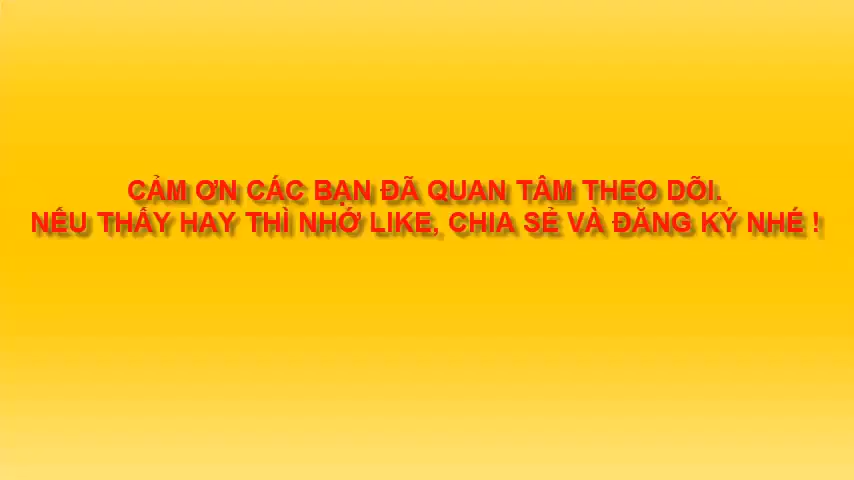 CẢM ƠN CÁC BẠN ĐÃ QUAN TÂM THEO DÕI.
NẾU THẤY HAY THÌ NHỚ LIKE, CHIA SẺ VÀ ĐĂNG KÝ NHÉ !